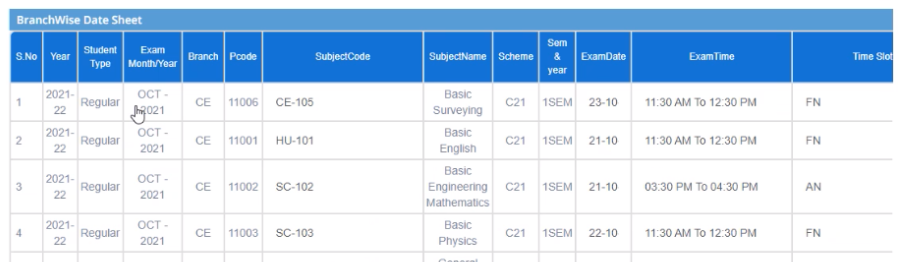 BranchWise Date Sheet
S.No Year Student Type Exam Month/Year Branch Pcode SubjectCode SubjectName Scheme Sem & year ExamDate ExamTime Time Slot
1 2021-22 Regular OCT - 2021 CE 11006 CE-105 Basic Surveying C21 1SEM 23-10 11:30 AM To 12:30 PM FN
2 2021-22 Regular OCT - 2021 CE 11001 HU-101 Basic English C21 1SEM 21-10 11:30 AM To 12:30 PM FN
3 2021-22 Regular OCT - 2021 CE 11002 SC-102 Basic Engineering Mathematics C21 1SEM 21-10 03:30 PM To 04:30 PM AN
4 2021-22 Regular OCT - 2021 CE 11003 SC-103 Basic Physics C21 1SEM 22-10 11:30 AM To 12:30 PM FN